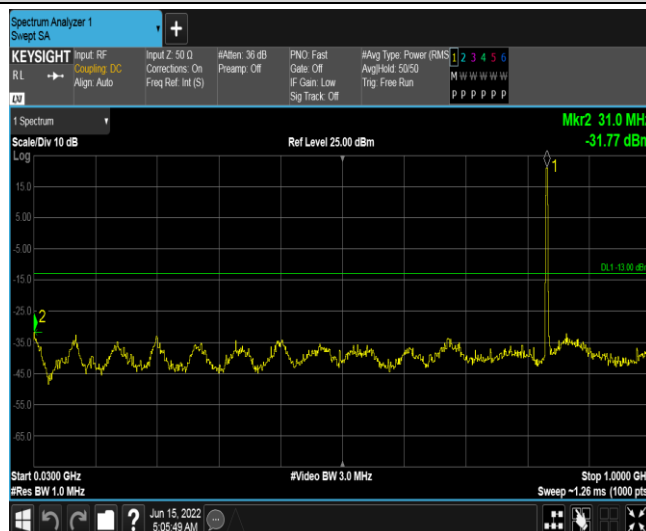 Spectrum Analyzer 1
Swept SA
+
KEYSIGHT
RL
LXI
Input: RF
Coupling: DC
Align: Auto
Input Z: 50 Ω
Corrections: On
Freq Ref: Int (S)
#Atten: 36 dB
Preamp: Off
PNO: Fast
Gate: Off
IF Gain: Low
Sig Track: Off
#Avg Type: Power (RMS
Avg|Hold: 50/50
Trig: Free Run
1 2 3 4 5 6
M W W W W W
P P P P P P
1 Spectrum
Scale/Div 10 dB
Ref Level 25.00 dBm
Mkr2 31.0 MHz
-31.77 dBm
Log
15.0
5.00
-5.00
-15.0
-25.0
-35.0
-45.0
-55.0
-65.0
1
DL1 -13.00 dBm
2
Start 0.0300 GHz
#Res BW 1.0 MHz
#Video BW 3.0 MHz
Stop 1.0000 GHz
Sweep ~1.26 ms (1000 pts
?
Jun 15, 2022
5:05:49 AM